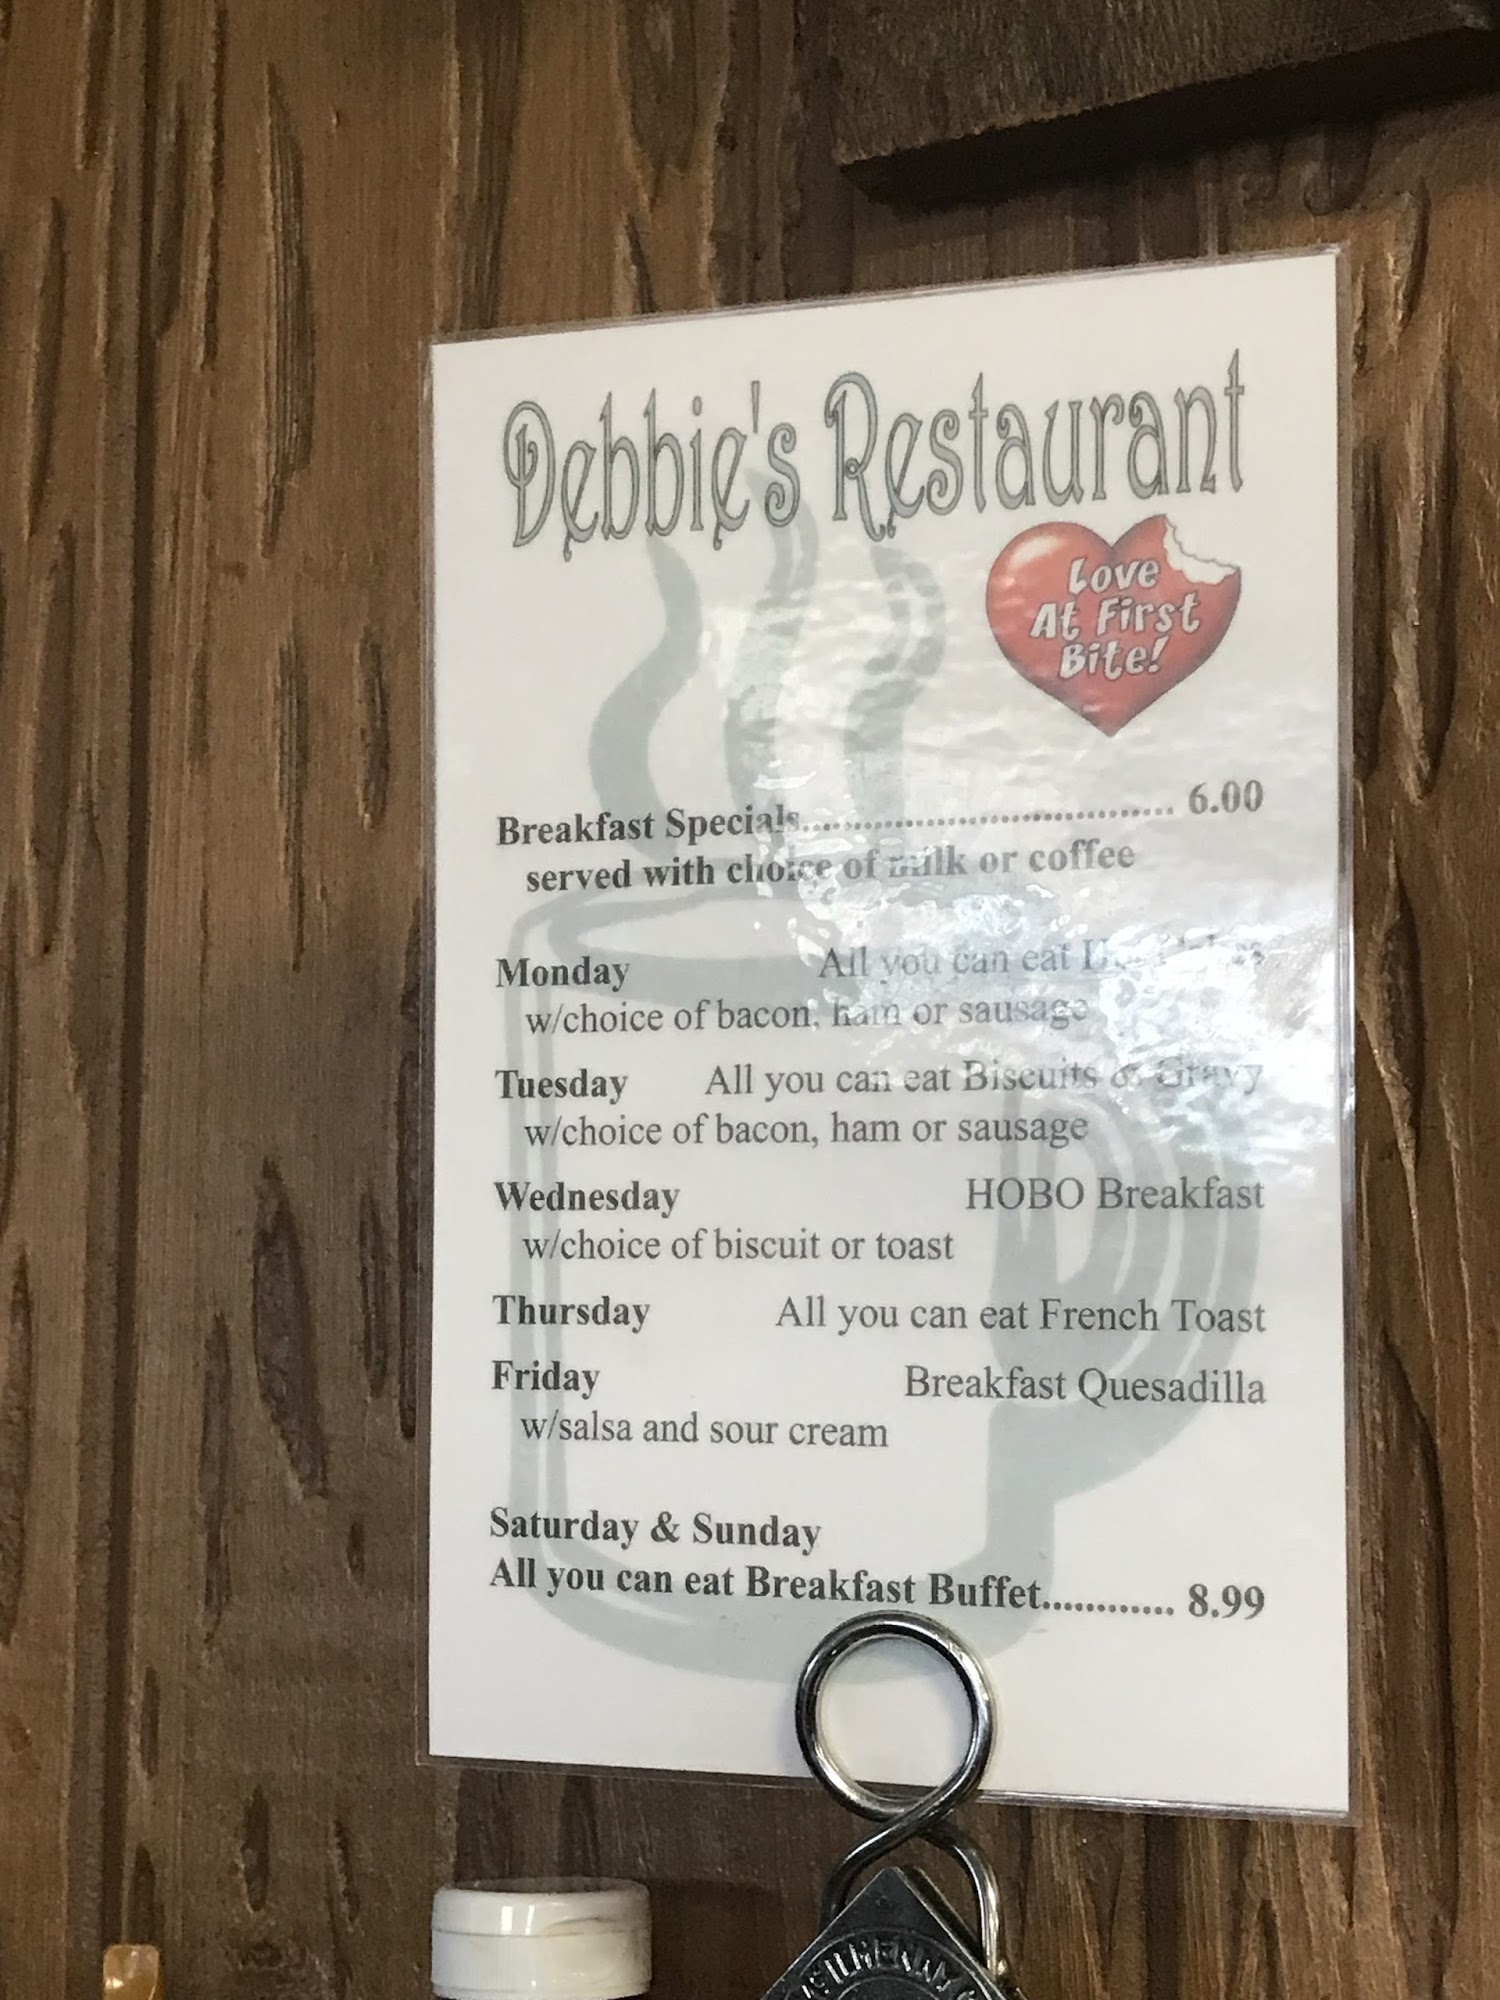 Debbie's Restaurant
Love
At First
Bite!
Breakfast Specials.................................... 6.00
served with choice of milk or coffee
Monday All you can eat
w/choice of bacon, ham or sausage
Tuesday All you can eat Biscuits & Gravy
w/choice of bacon, ham or sausage
Wednesday HOBO Breakfast
w/choice of biscuit or toast
Thursday All you can eat French Toast
Friday Breakfast Quesadilla
w/salsa and sour cream
Saturday & Sunday
All you can eat Breakfast Buffet............ 8.99